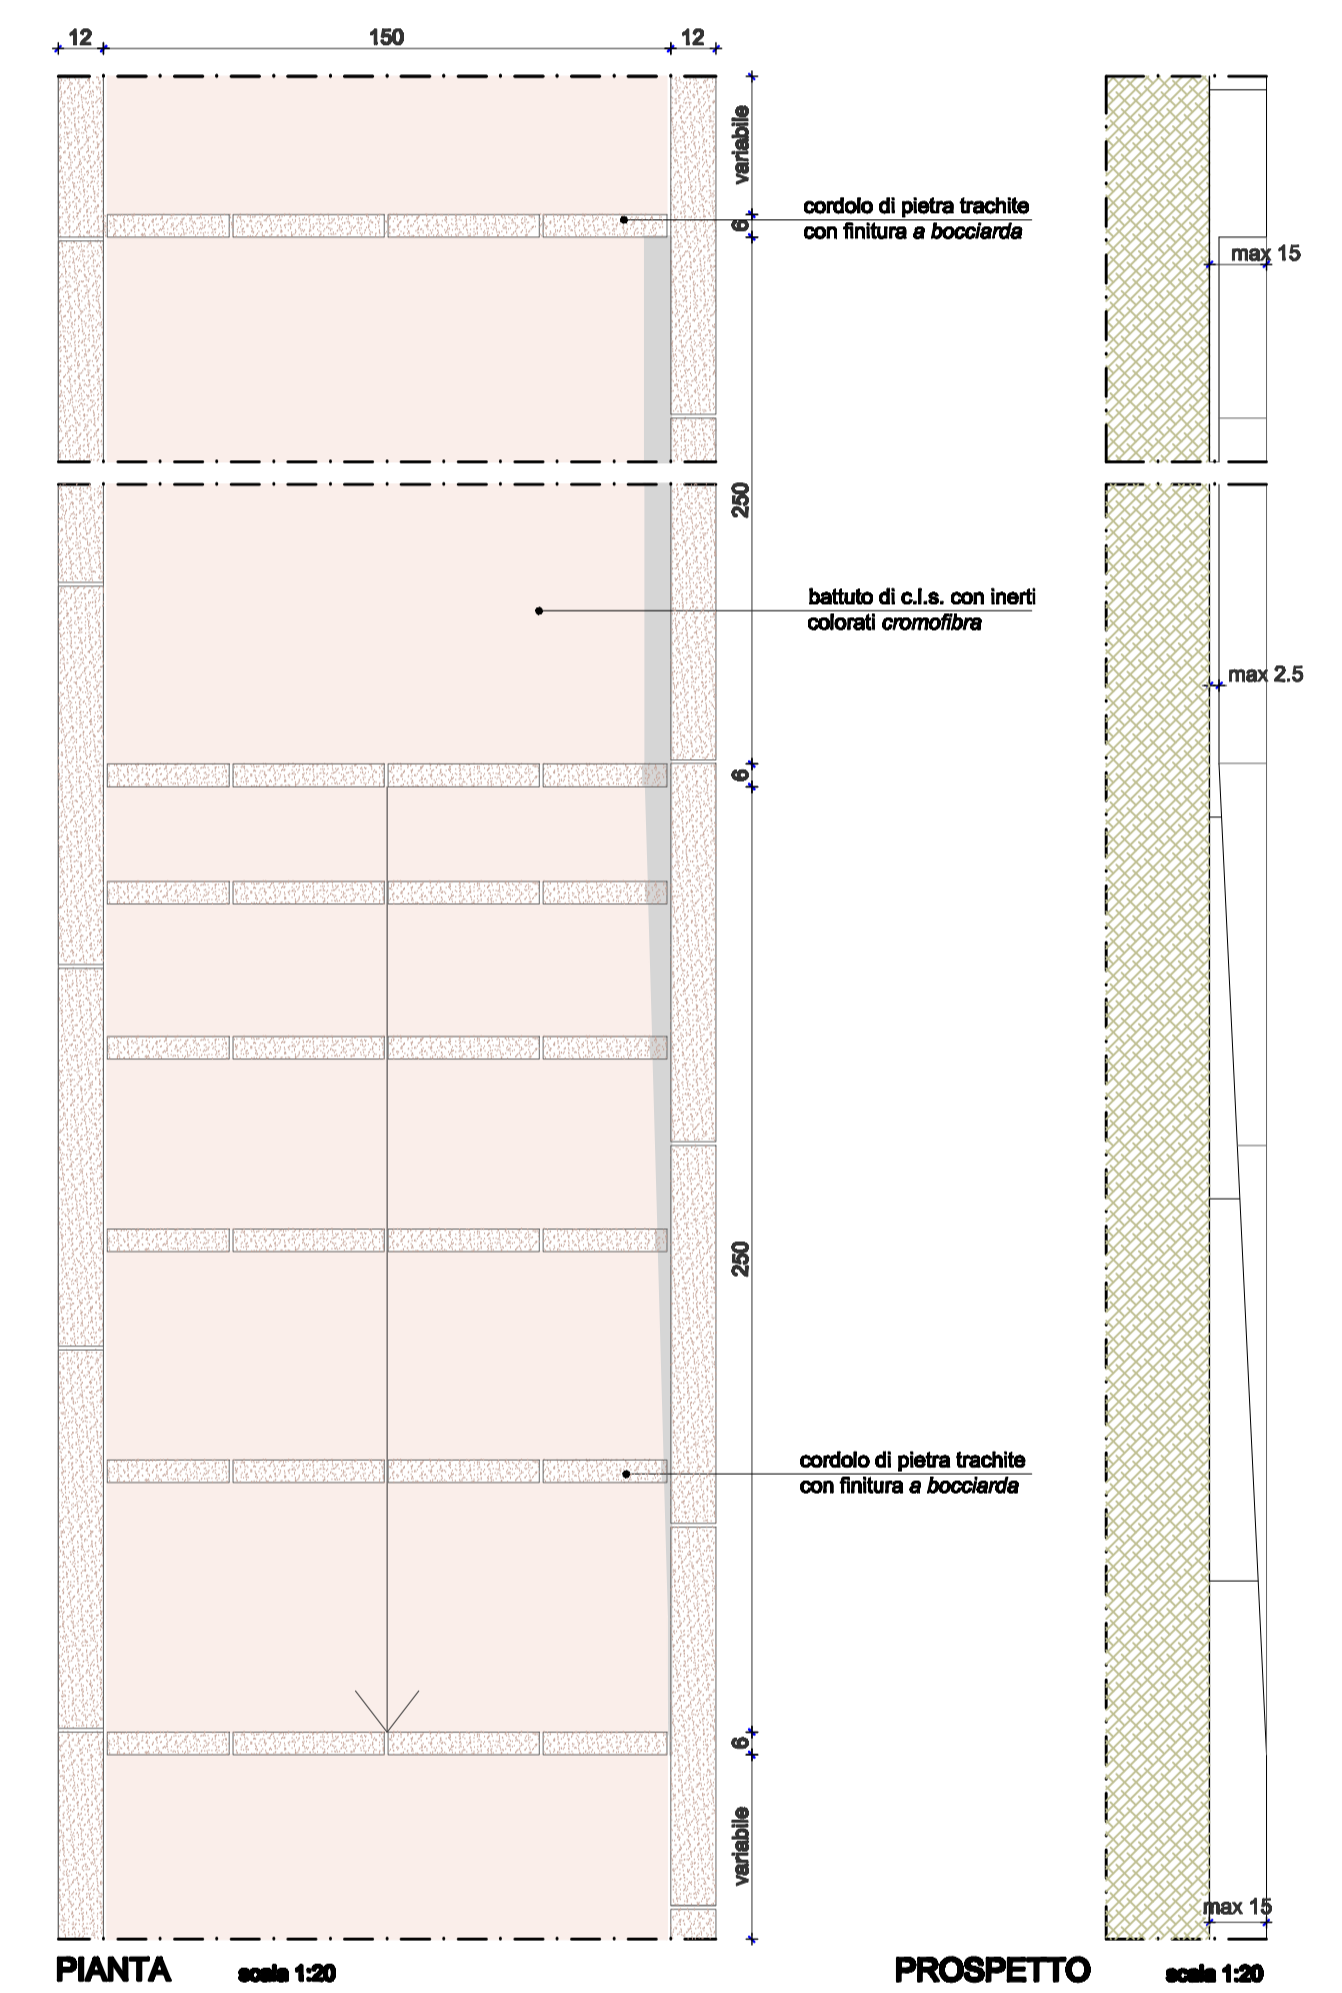 12 150 12
variabile
6
cordolo di pietra trachite
con finitura a bocciarda
max 15
250
battuto di c.l.s. con inerti
colorati cromofibra
max 2.5
6
250
cordolo di pietra trachite
con finitura a bocciarda
6
variabile
max 15
PIANTA scala 1:20
PROSPETTO scala 1:20